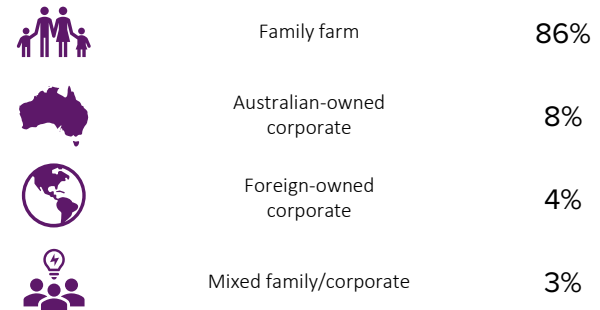 Family farm 86%
Australian-owned
corporate 8%
Foreign-owned
corporate 4%
Mixed family/corporate 3%